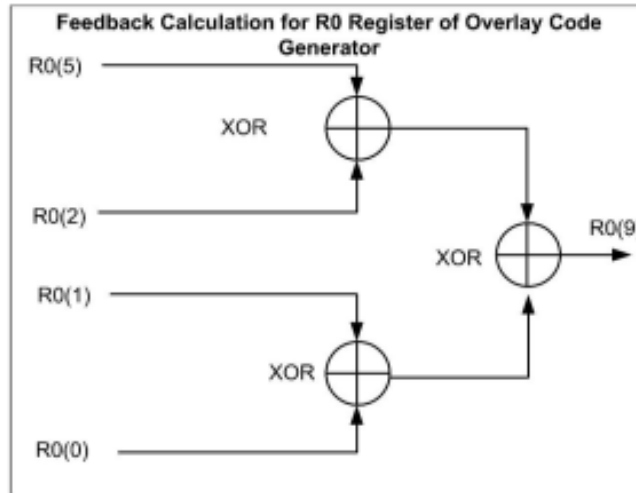 Feedback Calculation for R0 Register of Overlay Code
Generator
R0(5)
XOR
R0(2)
R0(9
XOR
R0(1)
XOR
R0(0)